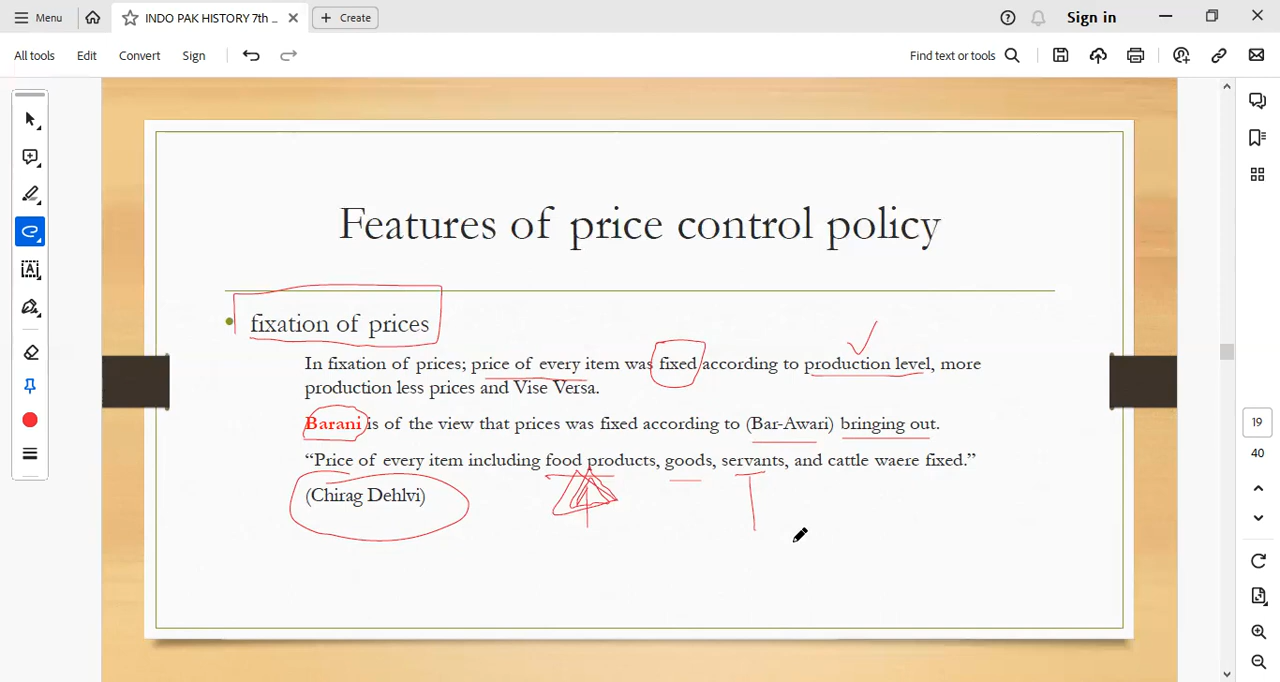 Menu
INDO PAK HISTORY 7th ...
Create
Sign in
All tools
Edit
Convert
Sign
Find text or tools
Features of price control policy
fixation of prices
In fixation of prices; price of every item was fixed according to production level, more
production less prices and Vise Versa.
Barani is of the view that prices was fixed according to (Bar-Awari) bringing out.
“Price of every item including food products, goods, servants, and cattle waere fixed.”
(Chirag Dehlvi)
19
40